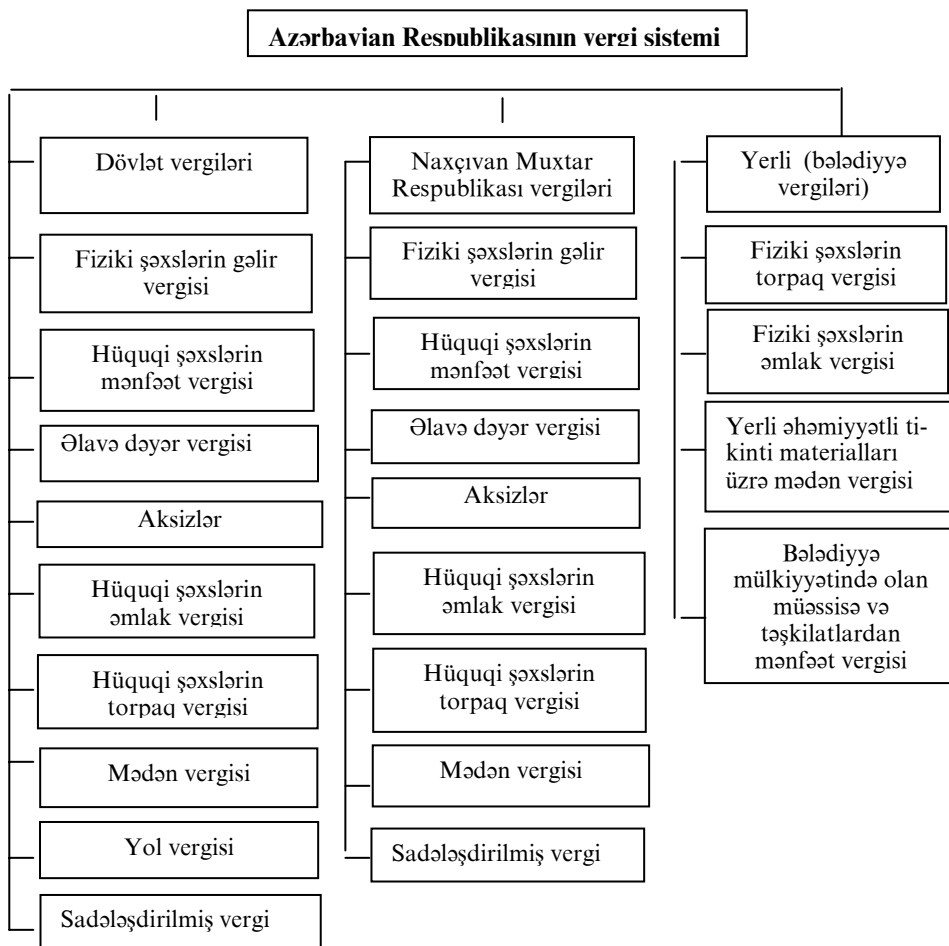 Azərbavian Respublikasının vergi sistemi
Dövlət vergiləri
Fiziki şəxslərin gəlir
vergisi
Hüquqi şəxslərin
mənfəət vergisi
Əlavə dəyər vergisi
Aksizlər
Hüquqi şəxslərin
əmlak vergisi
Hüquqi şəxslərin
torpaq vergisi
Mədən vergisi
Yol vergisi
Sadələşdirilmiş vergi
Naxçıvan Muxtar
Respublikası vergiləri
Fiziki şəxslərin gəlir
vergisi
Hüquqi şəxslərin
mənfəət vergisi
Əlavə dəyər vergisi
Aksizlər
Hüquqi şəxslərin
əmlak vergisi
Hüquqi şəxslərin
torpaq vergisi
Mədən vergisi
Sadələşdirilmiş vergi
Yerli (bələdiyyə
vergiləri)
Fiziki şəxslərin
torpaq vergisi
Fiziki şəxslərin
əmlak vergisi
Yerli əhəmiyyətli ti-
kinti materialları
üzrə mədən vergisi
Bələdiyyə
mülkiyyətində olan
müəssisə və
təşkilatlardan
mənfəət vergisi